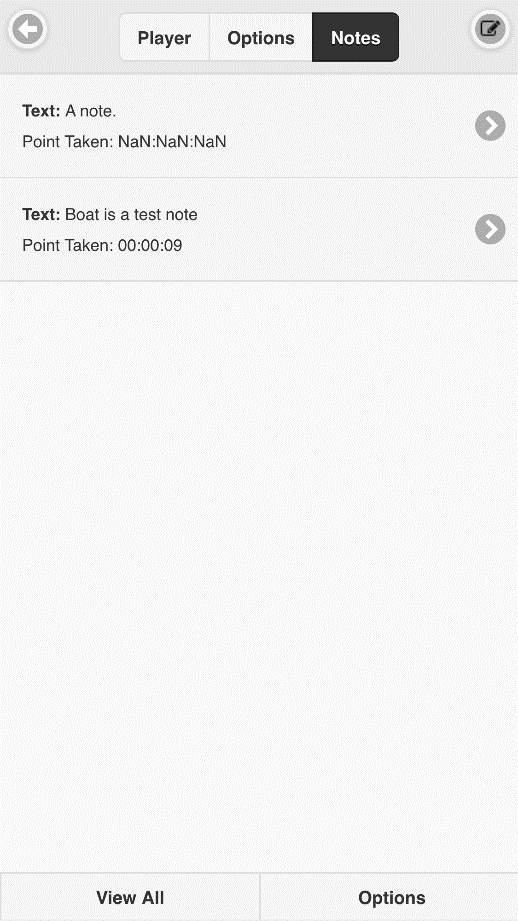 Player Options Notes
Text: A note.
Point Taken: NaN:NaN:NaN
Text: Boat is a test note
Point Taken: 00:00:09
View All Options